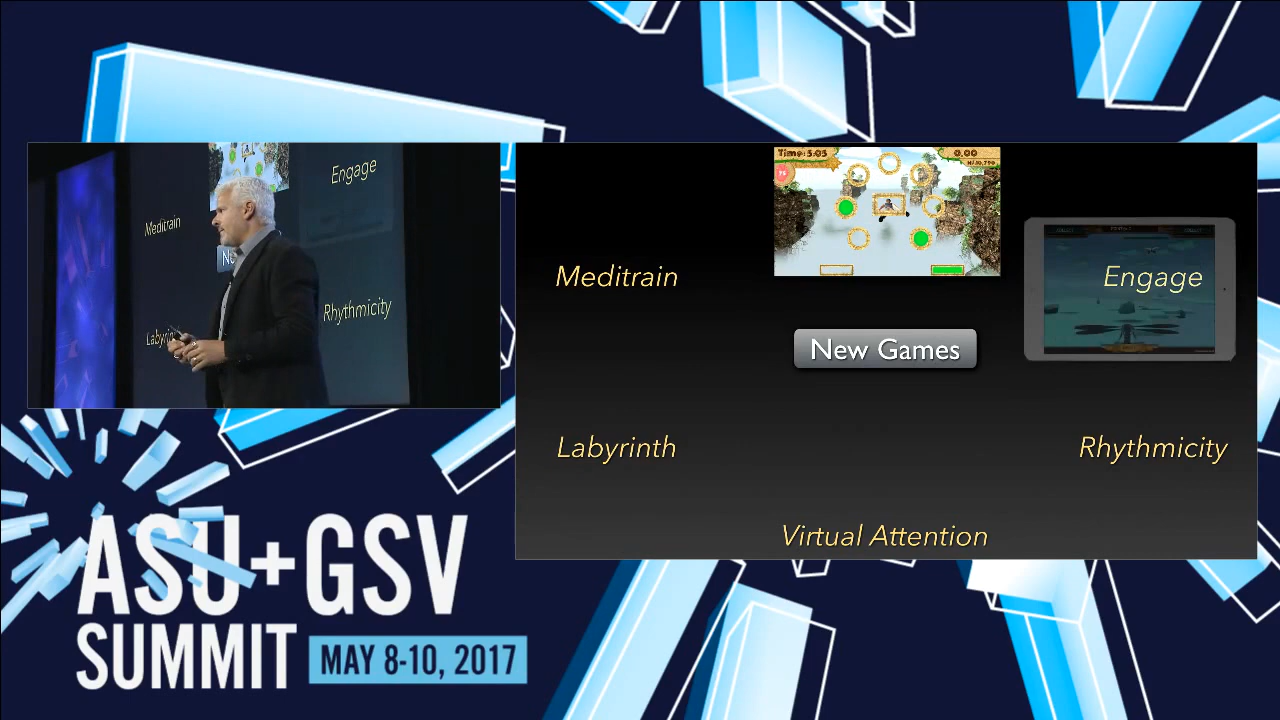 Engage
Meditrain
Rhythmicity
Time:3.05
0.00
Meditrain
Engage
New Games
Labyrinth
Rhythmicity
Virtual Attention
ASU+GSV
SUMMIT
MAY 8-10, 2017